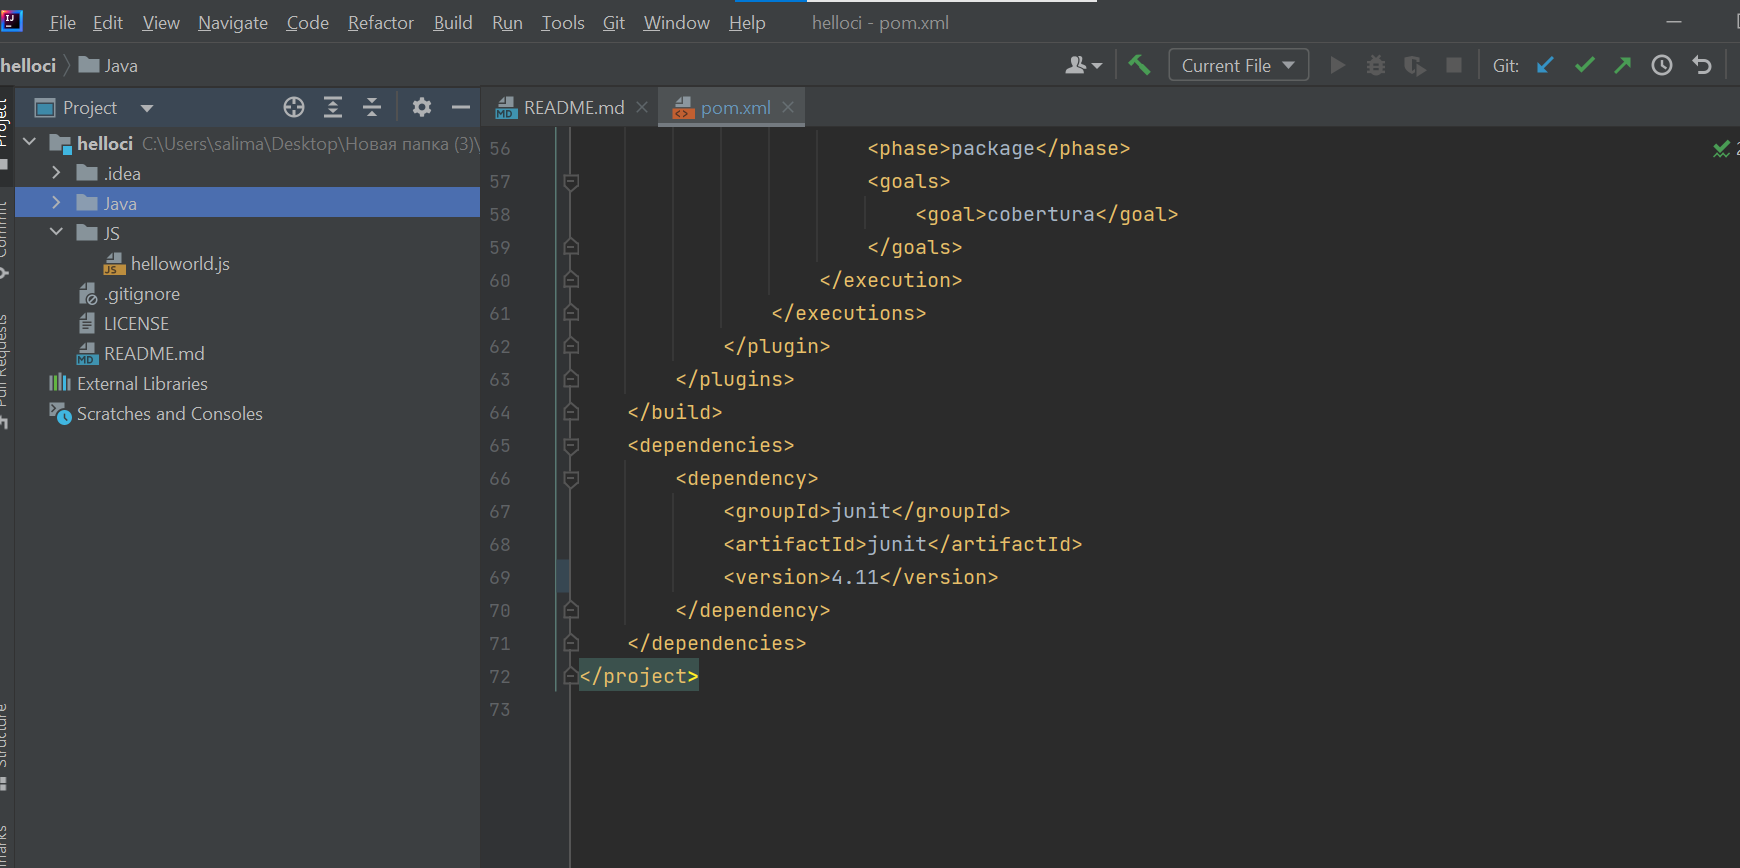 File Edit View Navigate Code Refactor Build Run Tools Git Window Help helloci - pom.xml
helloci Java Current File Git:
Project
README.md pom.xml
helloci C:\Users\salima\Desktop\Новая папка (3)\
.idea
Java
JS
helloworld.js
.gitignore
LICENSE
MD README.md
External Libraries
Scratches and Consoles
Project
Commit
Pull Requests
Structure
56 <phase>package</phase>
57 <goals>
58 <goal>cobertura</goal>
59 </goals>
60 </execution>
61 </executions>
62 </plugin>
63 </plugins>
64 </build>
65 <dependencies>
66 <dependency>
67 <groupId>junit</groupId>
68 <artifactId>junit</artifactId>
69 <version>4.11</version>
70 </dependency>
71 </dependencies>
72 </project>
73